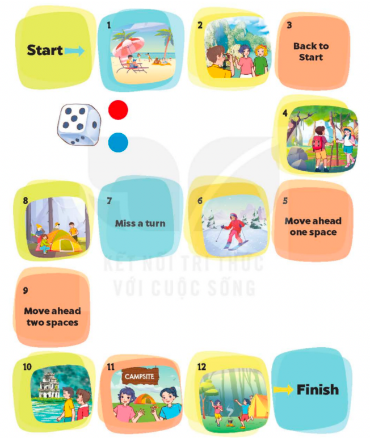 Start
1
2
3
Back to
Start
4
8
7
Miss a turn
6
5
Move ahead
one space
KẾT NỐI TRI THỨC
VỚI CUỘC SỐNG
9
Move ahead
two spaces
10
11
CAMPSITE
12
Finish